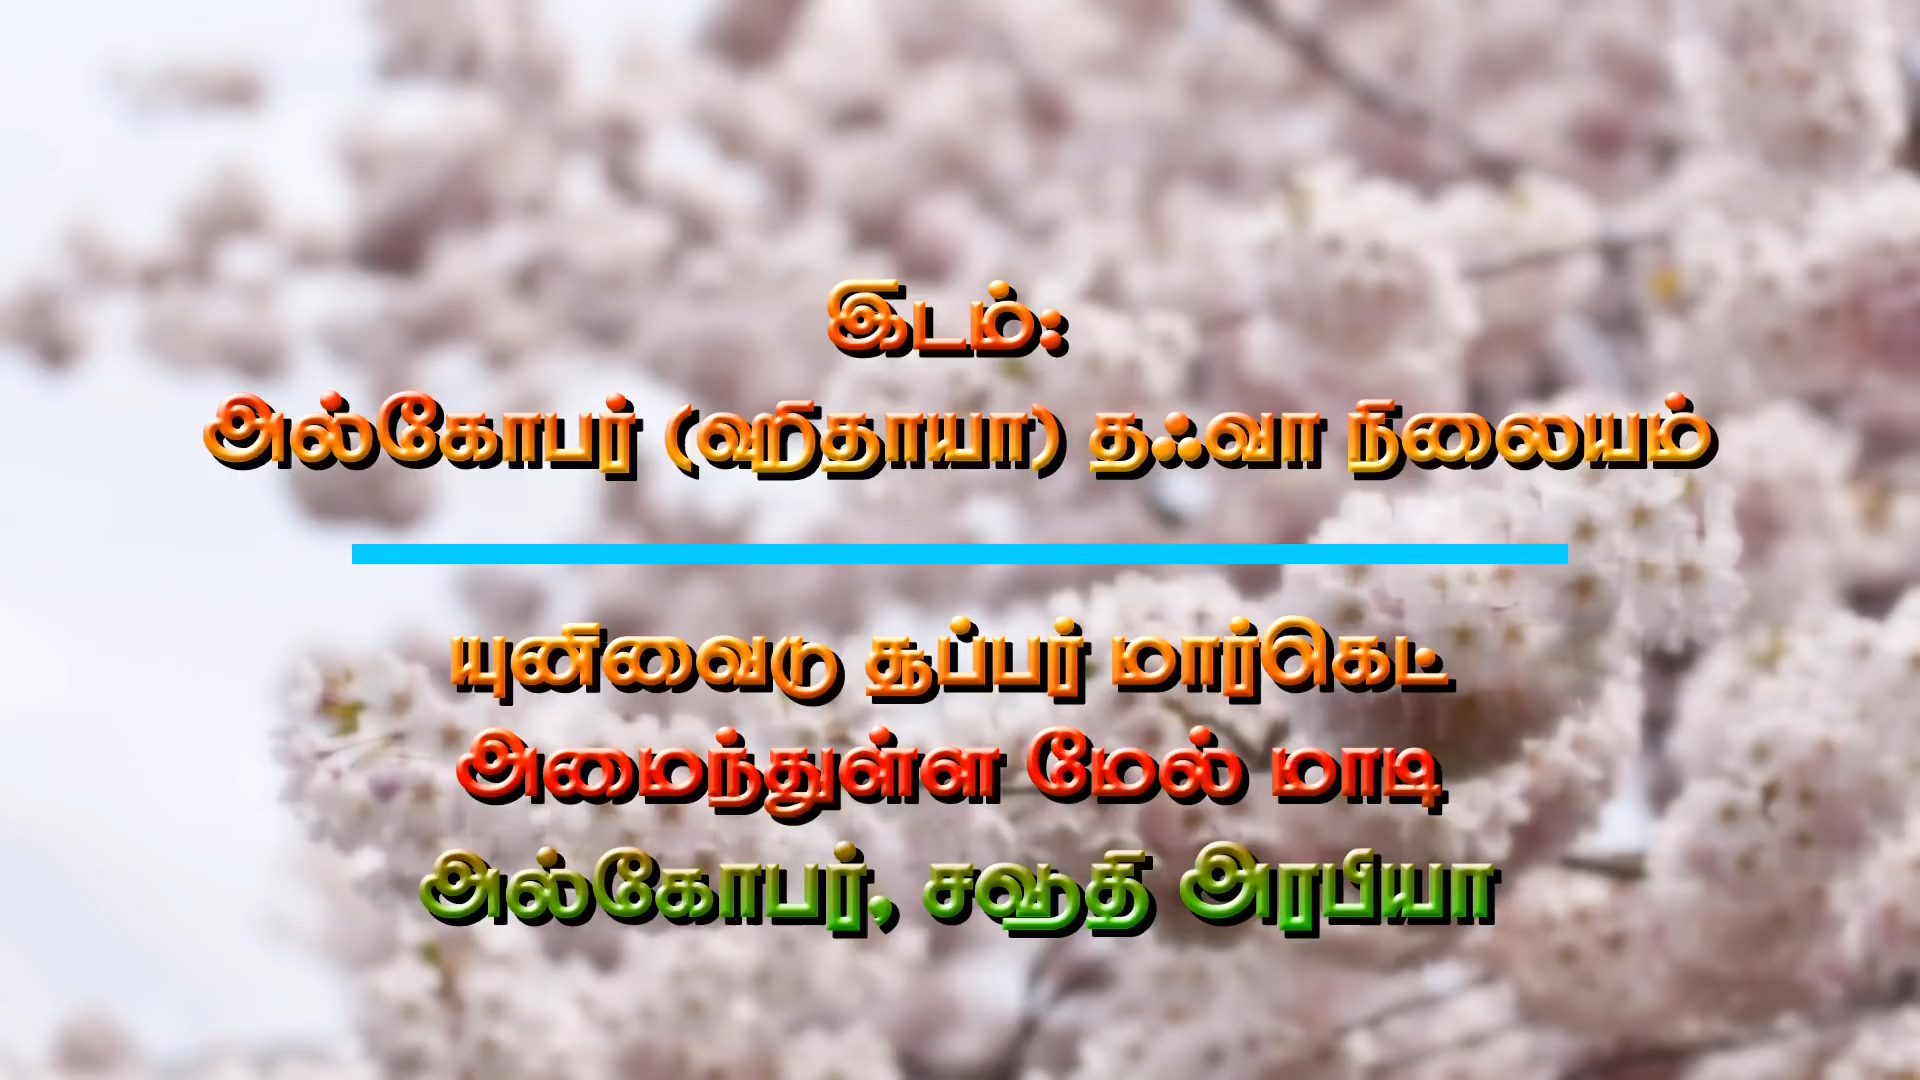 இடம்:
அல்கோபர் (ஹிதாயா) தஃவா நிலையம்
யுனிவைடு சூப்பர் மார்கெட்
அமைந்துள்ள மேல் மாடி
அல்கோபர், சஹுதி அரபியா